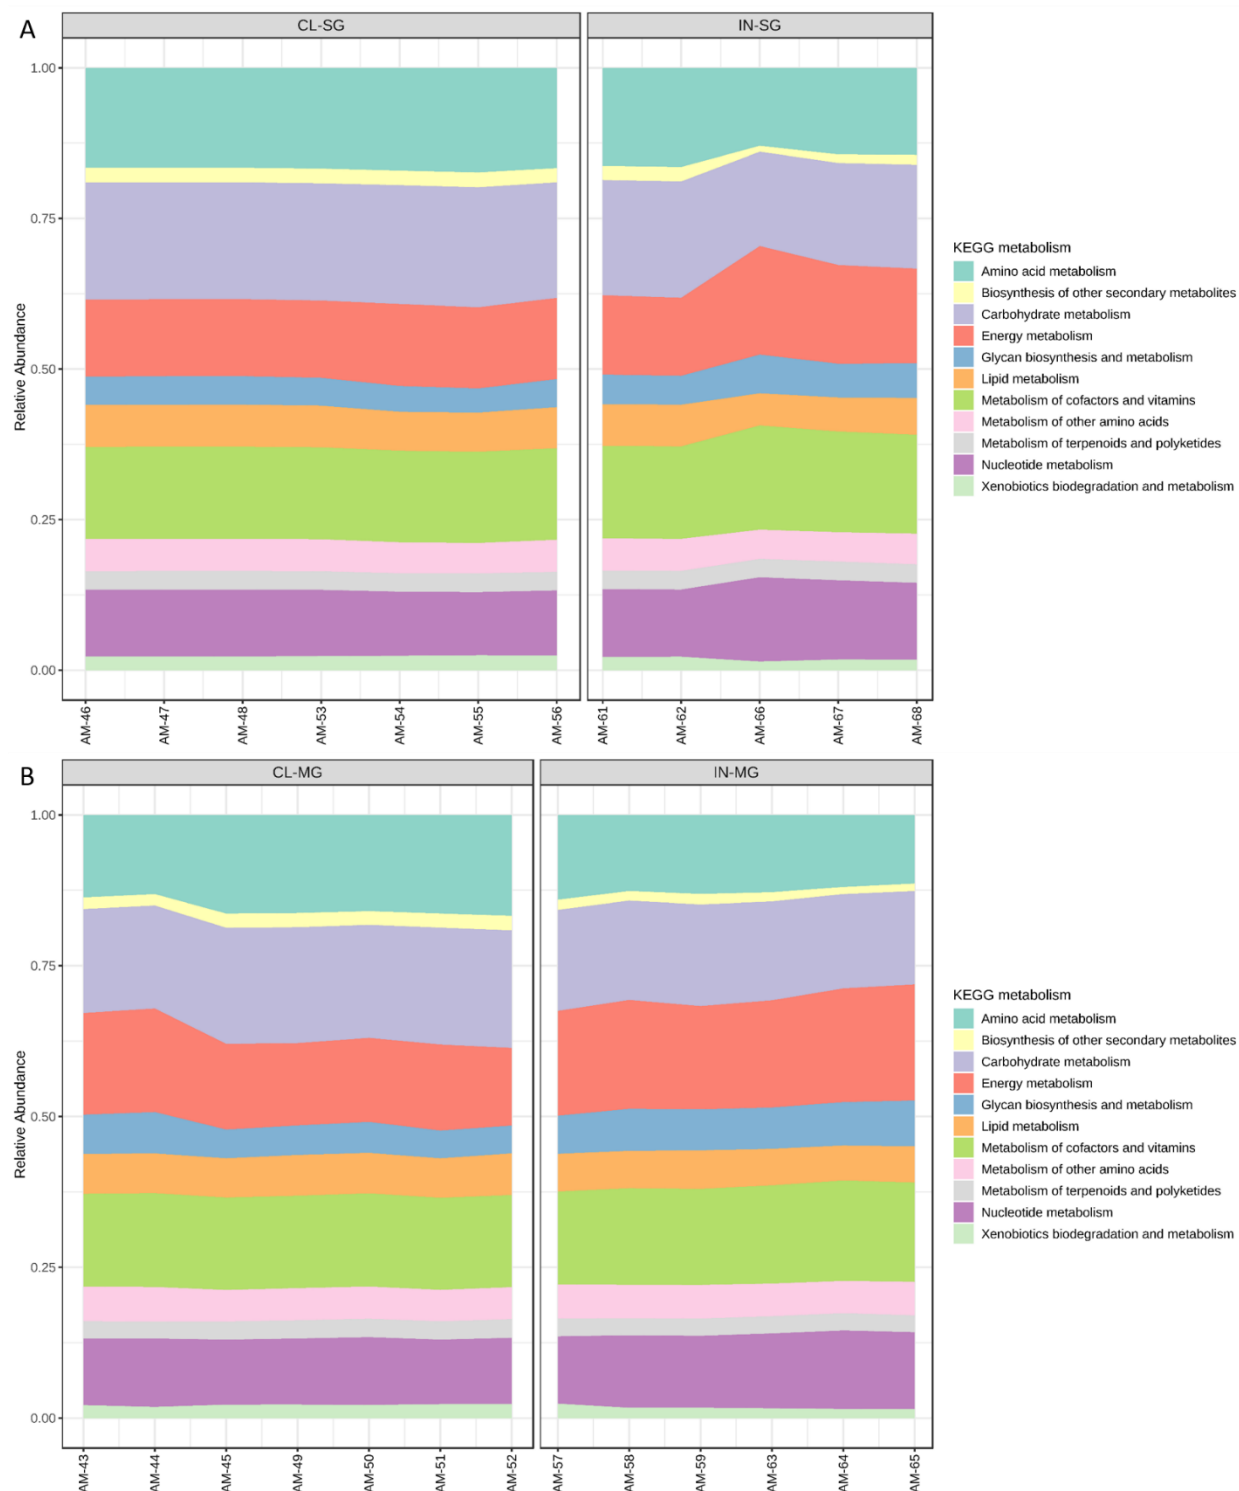 A
CL-SG
IN-SG
Relative Abundance
1.00
0.75
0.50
0.25
0.00
AM-46
AM-47
AM-48
AM-53
AM-54
AM-55
AM-56
AM-61
AM-62
AM-66
AM-67
AM-68
KEGG metabolism
Amino acid metabolism
Biosynthesis of other secondary metabolites
Carbohydrate metabolism
Energy metabolism
Glycan biosynthesis and metabolism
Lipid metabolism
Metabolism of cofactors and vitamins
Metabolism of other amino acids
Metabolism of terpenoids and polyketides
Nucleotide metabolism
Xenobiotics biodegradation and metabolism
B
CL-MG
IN-MG
Relative Abundance
1.00
0.75
0.50
0.25
0.00
AM-43
AM-44
AM-45
AM-49
AM-50
AM-51
AM-52
AM-57
AM-58
AM-59
AM-63
AM-64
AM-65
KEGG metabolism
Amino acid metabolism
Biosynthesis of other secondary metabolites
Carbohydrate metabolism
Energy metabolism
Glycan biosynthesis and metabolism
Lipid metabolism
Metabolism of cofactors and vitamins
Metabolism of other amino acids
Metabolism of terpenoids and polyketides
Nucleotide metabolism
Xenobiotics biodegradation and metabolism